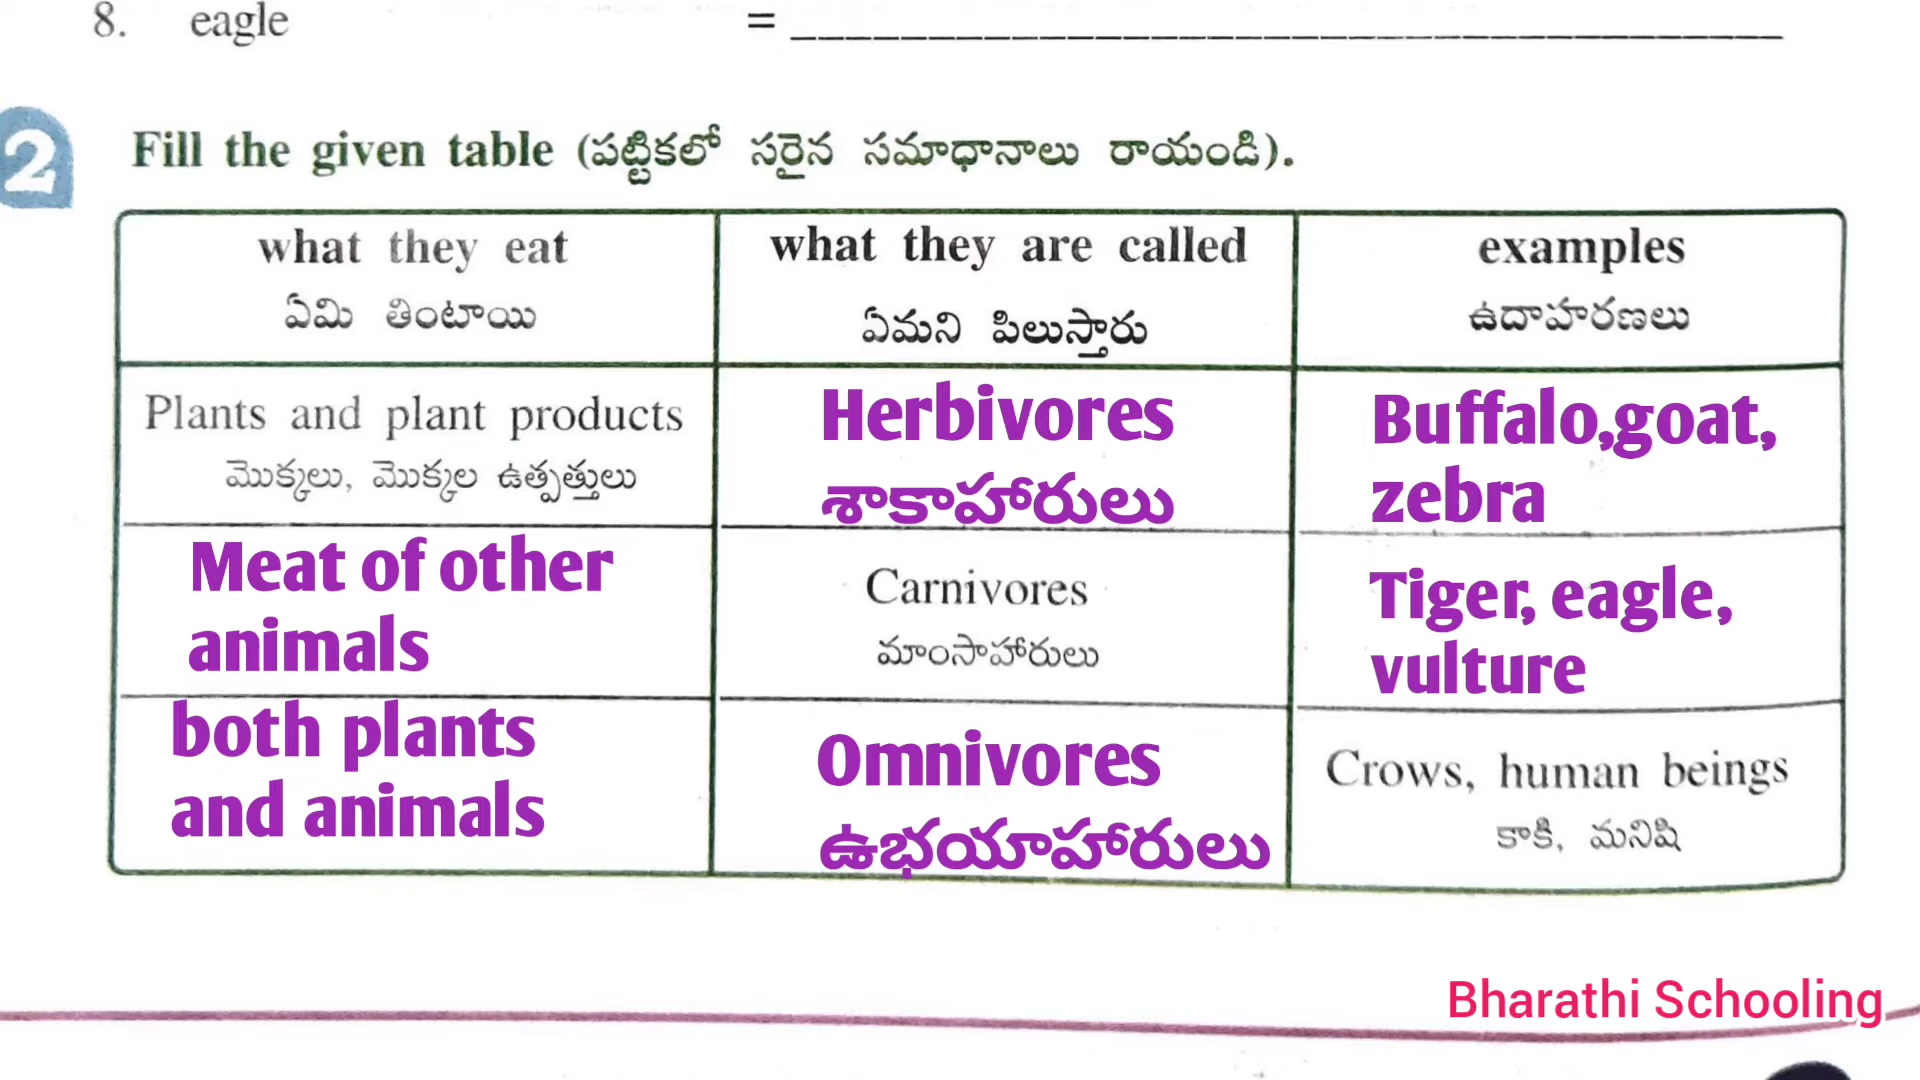 8. eagle = ____________________________________
2 Fill the given table (పట్టికలో సరైన సమాధానాలు రాయండి).
what they eat what they are called examples
ఏమి తింటాయి ఏమని పిలుస్తారు ఉదాహరణలు
Plants and plant products
మొక్కలు, మొక్కల ఉత్పత్తులు
Herbivores
శాకాహారులు
Buffalo,goat,
zebra
Meat of other
animals
Carnivores
మాంసాహారులు
Tiger, eagle,
vulture
both plants
and animals
Omnivores
ఉభయాహారులు
Crows, human beings
కాకి, మనిషి
Bharathi Schooling